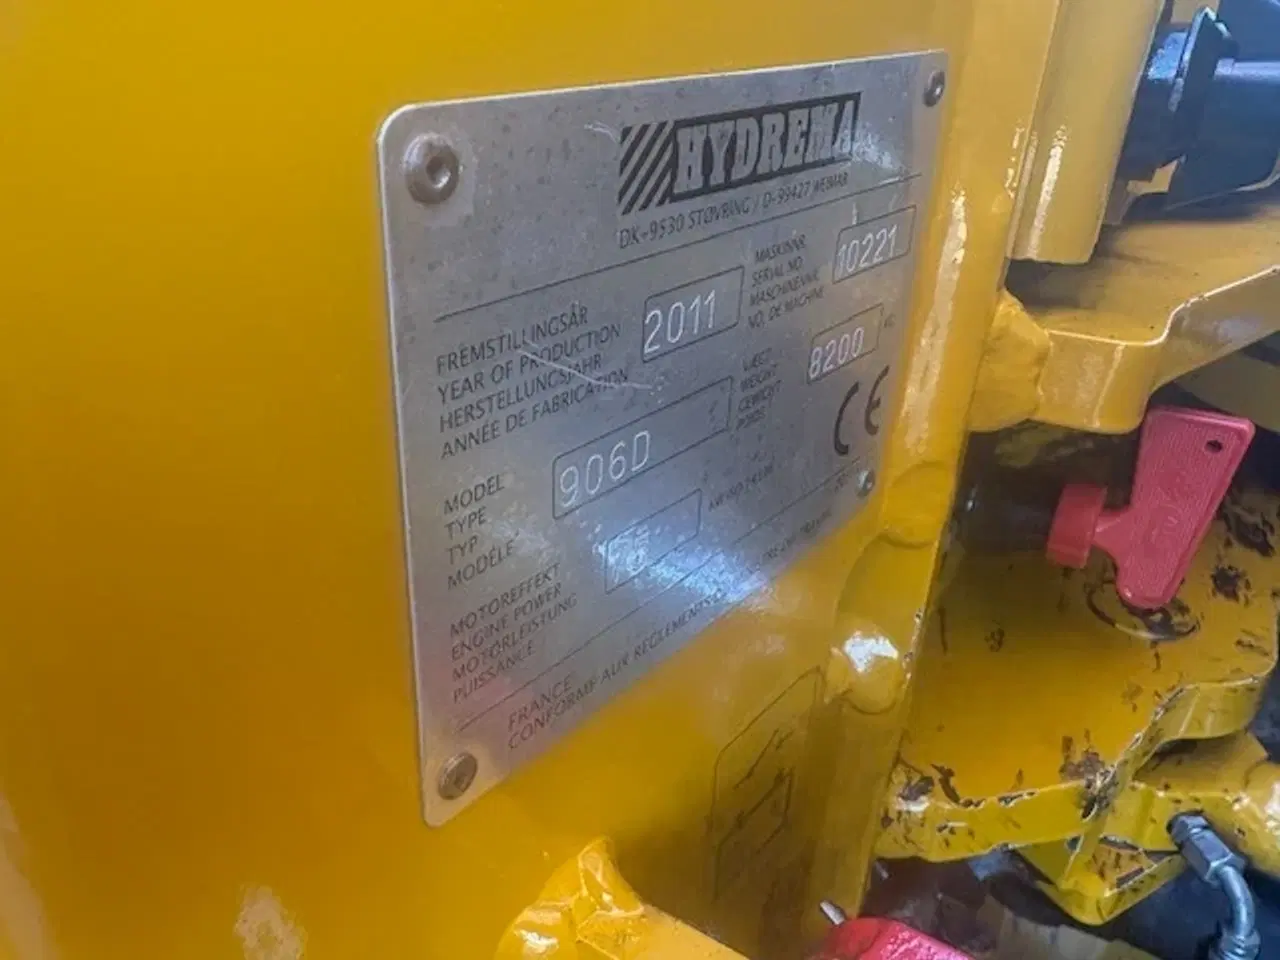 HYDREMA
DK-9530 STØVRING / D-99427 WEIMAR
FREMSTILLINGSÅR
YEAR OF PRODUCTION
HERSTELLUNGSJAHR
ANNÉE DE FABRICATION
2011
MASKINNR.
SERIAL NO.
MASCHINENNR.
NO. DE MACHINE
10221
MODEL
TYPE
TYP
MODÈLE
906D
VÆGT
WEIGHT
GEWICHT
POIDS
8200
KG
MOTOREFFEKT
ENGINE POWER
MOTORLEISTUNG
PUISSANCE
CE
FRANCE
CONFORME AUX RÉGLEMENTS